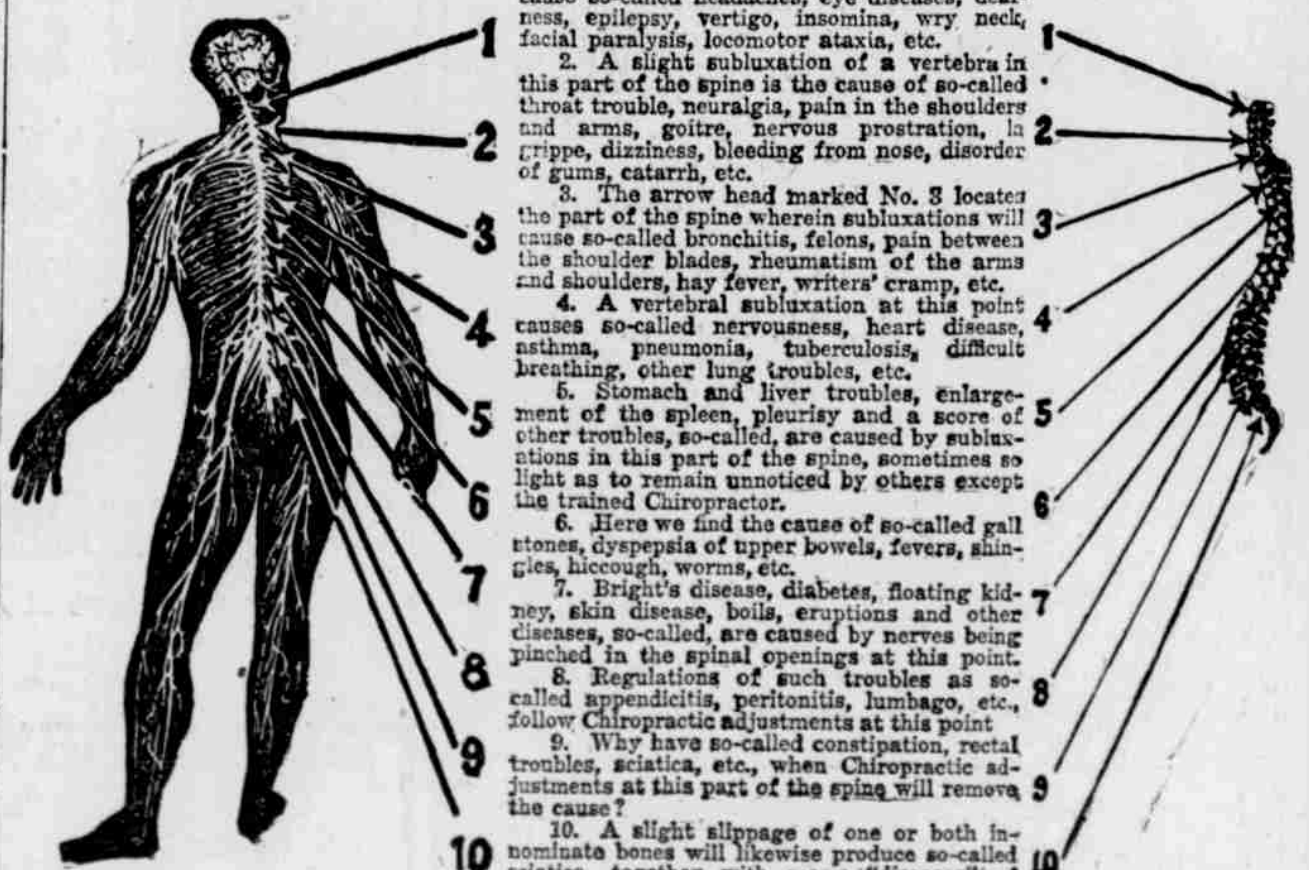 cause so-called headaches, eye diseases, deaf-
ness, epilepsy, vertigo, insomina, wry neck,
facial paralysis, locomotor ataxia, etc.
2. A slight subluxation of a vertebra in
this part of the spine is the cause of so-called
throat trouble, neuralgia, pain in the shoulders
and arms, goitre, nervous prostration, la
grippe, dizziness, bleeding from nose, disorder
of gums, catarrh, etc.
3. The arrow head marked No. 3 locates
the part of the spine wherein subluxations will
cause so-called bronchitis, felons, pain between
the shoulder blades, rheumatism of the arms
and shoulders, hay fever, writers' cramp, etc.
4. A vertebral subluxation at this point
causes so-called nervousness, heart disease,
asthma, pneumonia, tuberculosis, difficult
breathing, other lung troubles, etc.
5. Stomach and liver troubles, enlarge-
ment of the spleen, pleurisy and a score of
other troubles, so-called, are caused by sublux-
ations in this part of the spine, sometimes so
light as to remain unnoticed by others except
the trained Chiropractor.
6. Here we find the cause of so-called gall
stones, dyspepsia of upper bowels, fevers, shin-
gles, hiccough, worms, etc.
7. Bright's disease, diabetes, floating kid-
ney, skin disease, boils, eruptions and other
diseases, so-called, are caused by nerves being
pinched in the spinal openings at this point.
8. Regulations of such troubles as so-
called appendicitis, peritonitis, lumbago, etc.,
follow Chiropractic adjustments at this point
9. Why have so-called constipation, rectal
troubles, sciatica, etc., when Chiropractic ad-
justments at this part of the spine will remove
the cause?
10. A slight slippage of one or both in-
nominate bones will likewise produce so-called
1
2
3
4
5
6
7
8
9
10
1
2
3
4
5
6
7
8
9
10